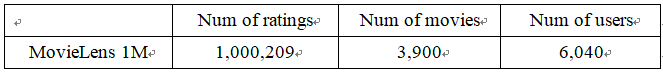 Num of ratings Num of movies Num of users
MovieLens 1M 1,000,209 3,900 6,040